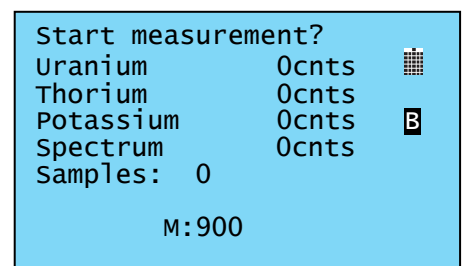 Start measurement?
Uranium 0cnts
Thorium 0cnts
Potassium 0cnts B
Spectrum 0cnts
Samples: 0
M:900